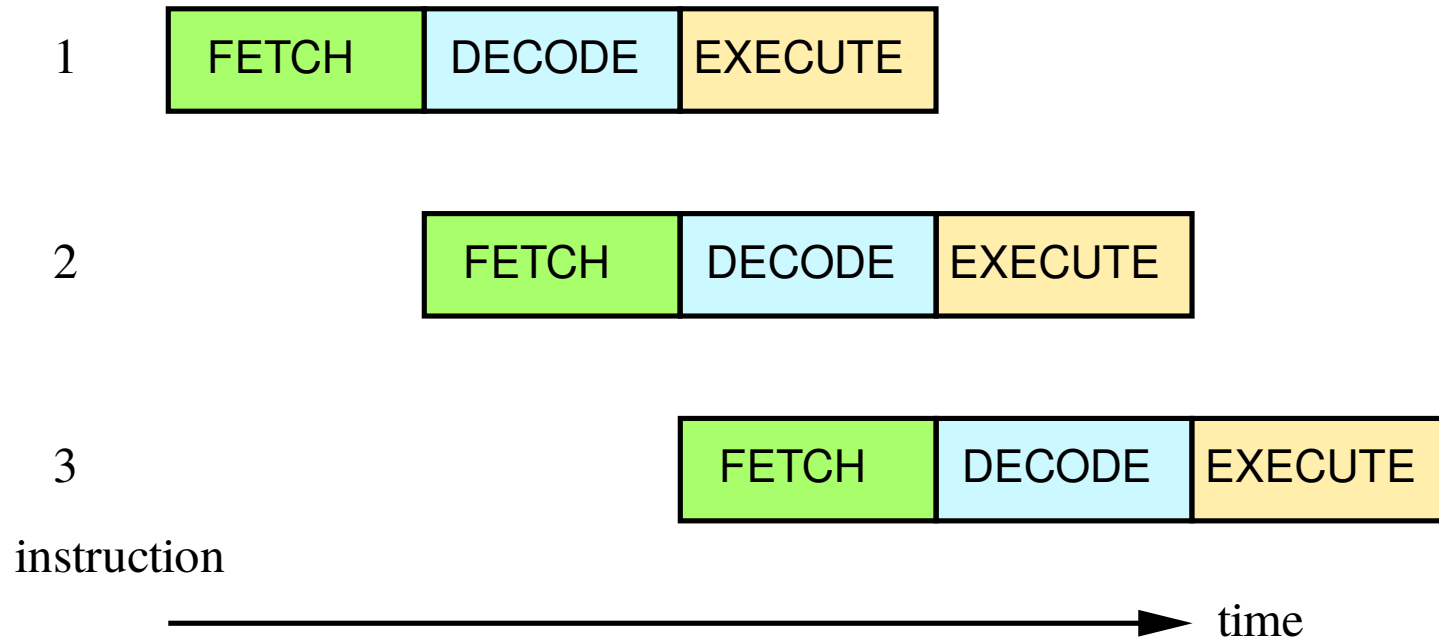 1 FETCH DECODE EXECUTE
2 FETCH DECODE EXECUTE
3 FETCH DECODE EXECUTE
instruction
time